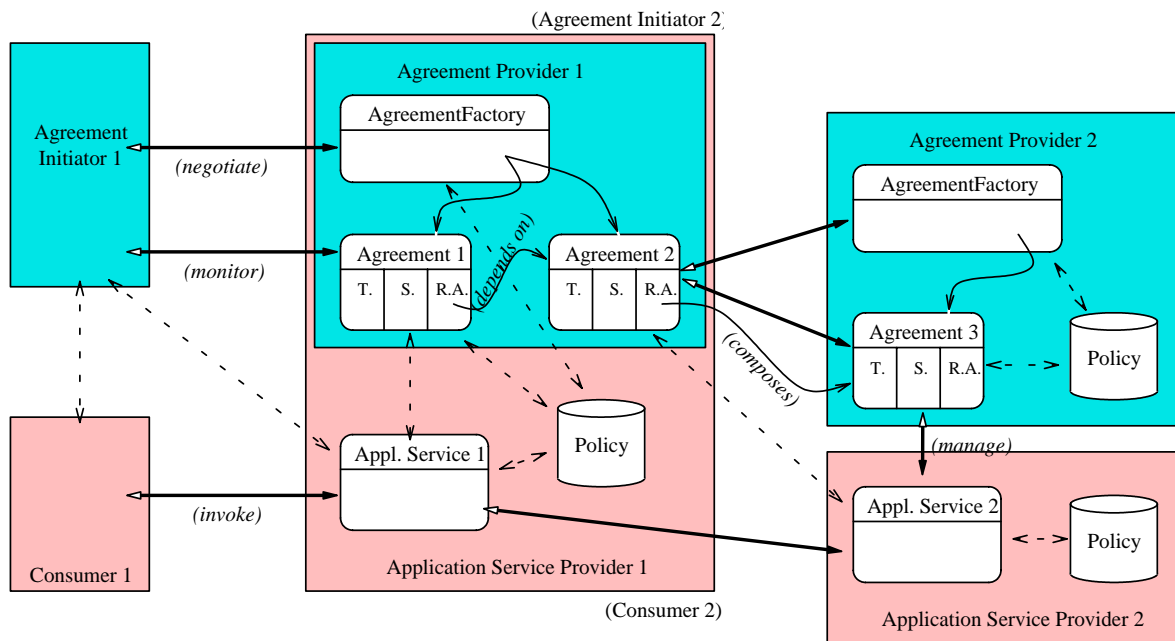 (Agreement Initiator 2)
Agreement Provider 1
AgreementFactory
Agreement
Initiator 1
(negotiate)
Agreement Provider 2
AgreementFactory
(monitor)
Agreement 1
T. S. R.A.
(depends on)
Agreement 2
T. S. R.A.
(composes)
Agreement 3
T. S. R.A.
Policy
Policy
Appl. Service 1
(manage)
(invoke)
Appl. Service 2
Policy
Consumer 1
Application Service Provider 1
(Consumer 2)
Application Service Provider 2